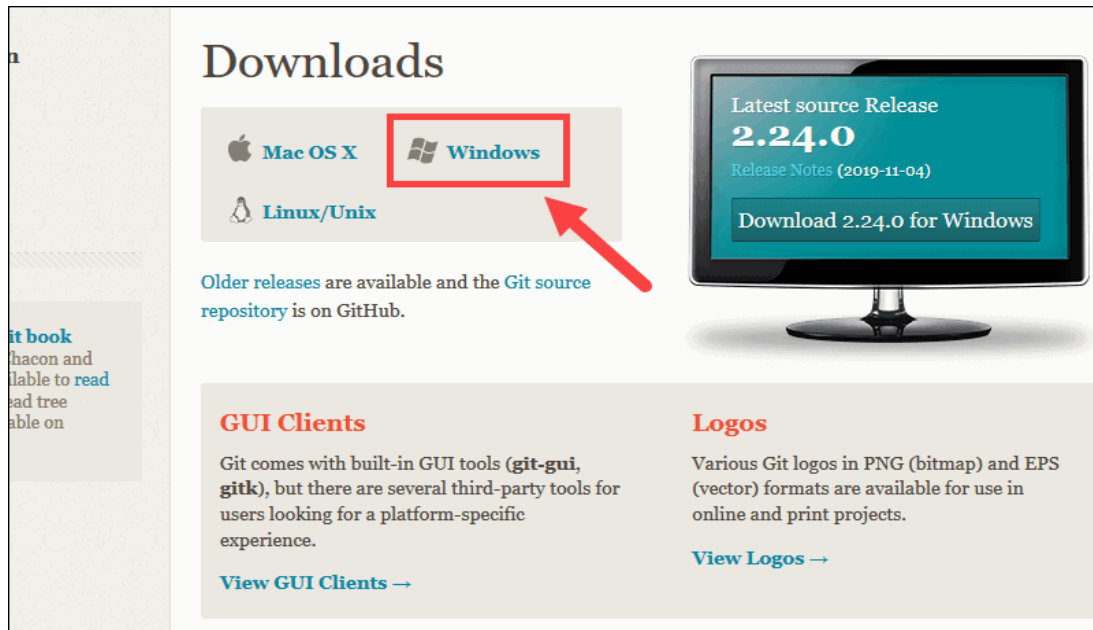 n
it book
hacon and
ilable to read
ead tree
able on
Downloads
Mac OS X
Windows
Linux/Unix
Older releases are available and the Git source
repository is on GitHub.
Latest source Release
2.24.0
Release Notes (2019-11-04)
Download 2.24.0 for Windows
GUI Clients
Git comes with built-in GUI tools (git-gui,
gitk), but there are several third-party tools for
users looking for a platform-specific
experience.
View GUI Clients →
Logos
Various Git logos in PNG (bitmap) and EPS
(vector) formats are available for use in
online and print projects.
View Logos →